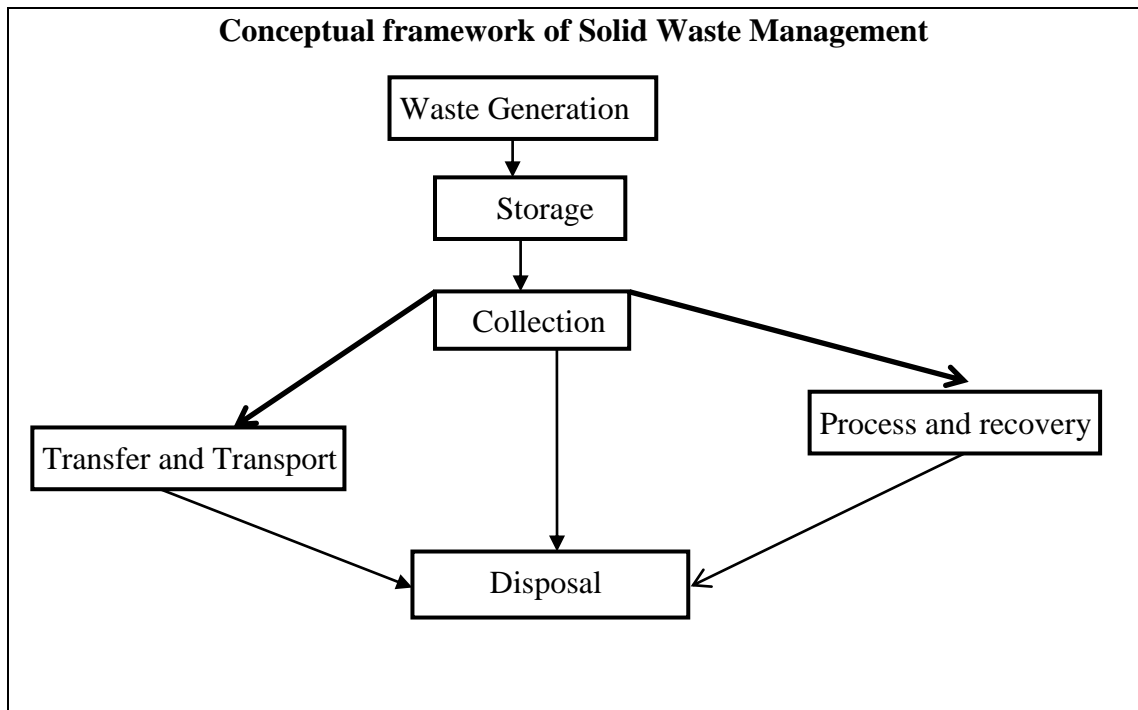 Conceptual framework of Solid Waste Management
Waste Generation
Storage
Collection
Process and recovery
Transfer and Transport
Disposal